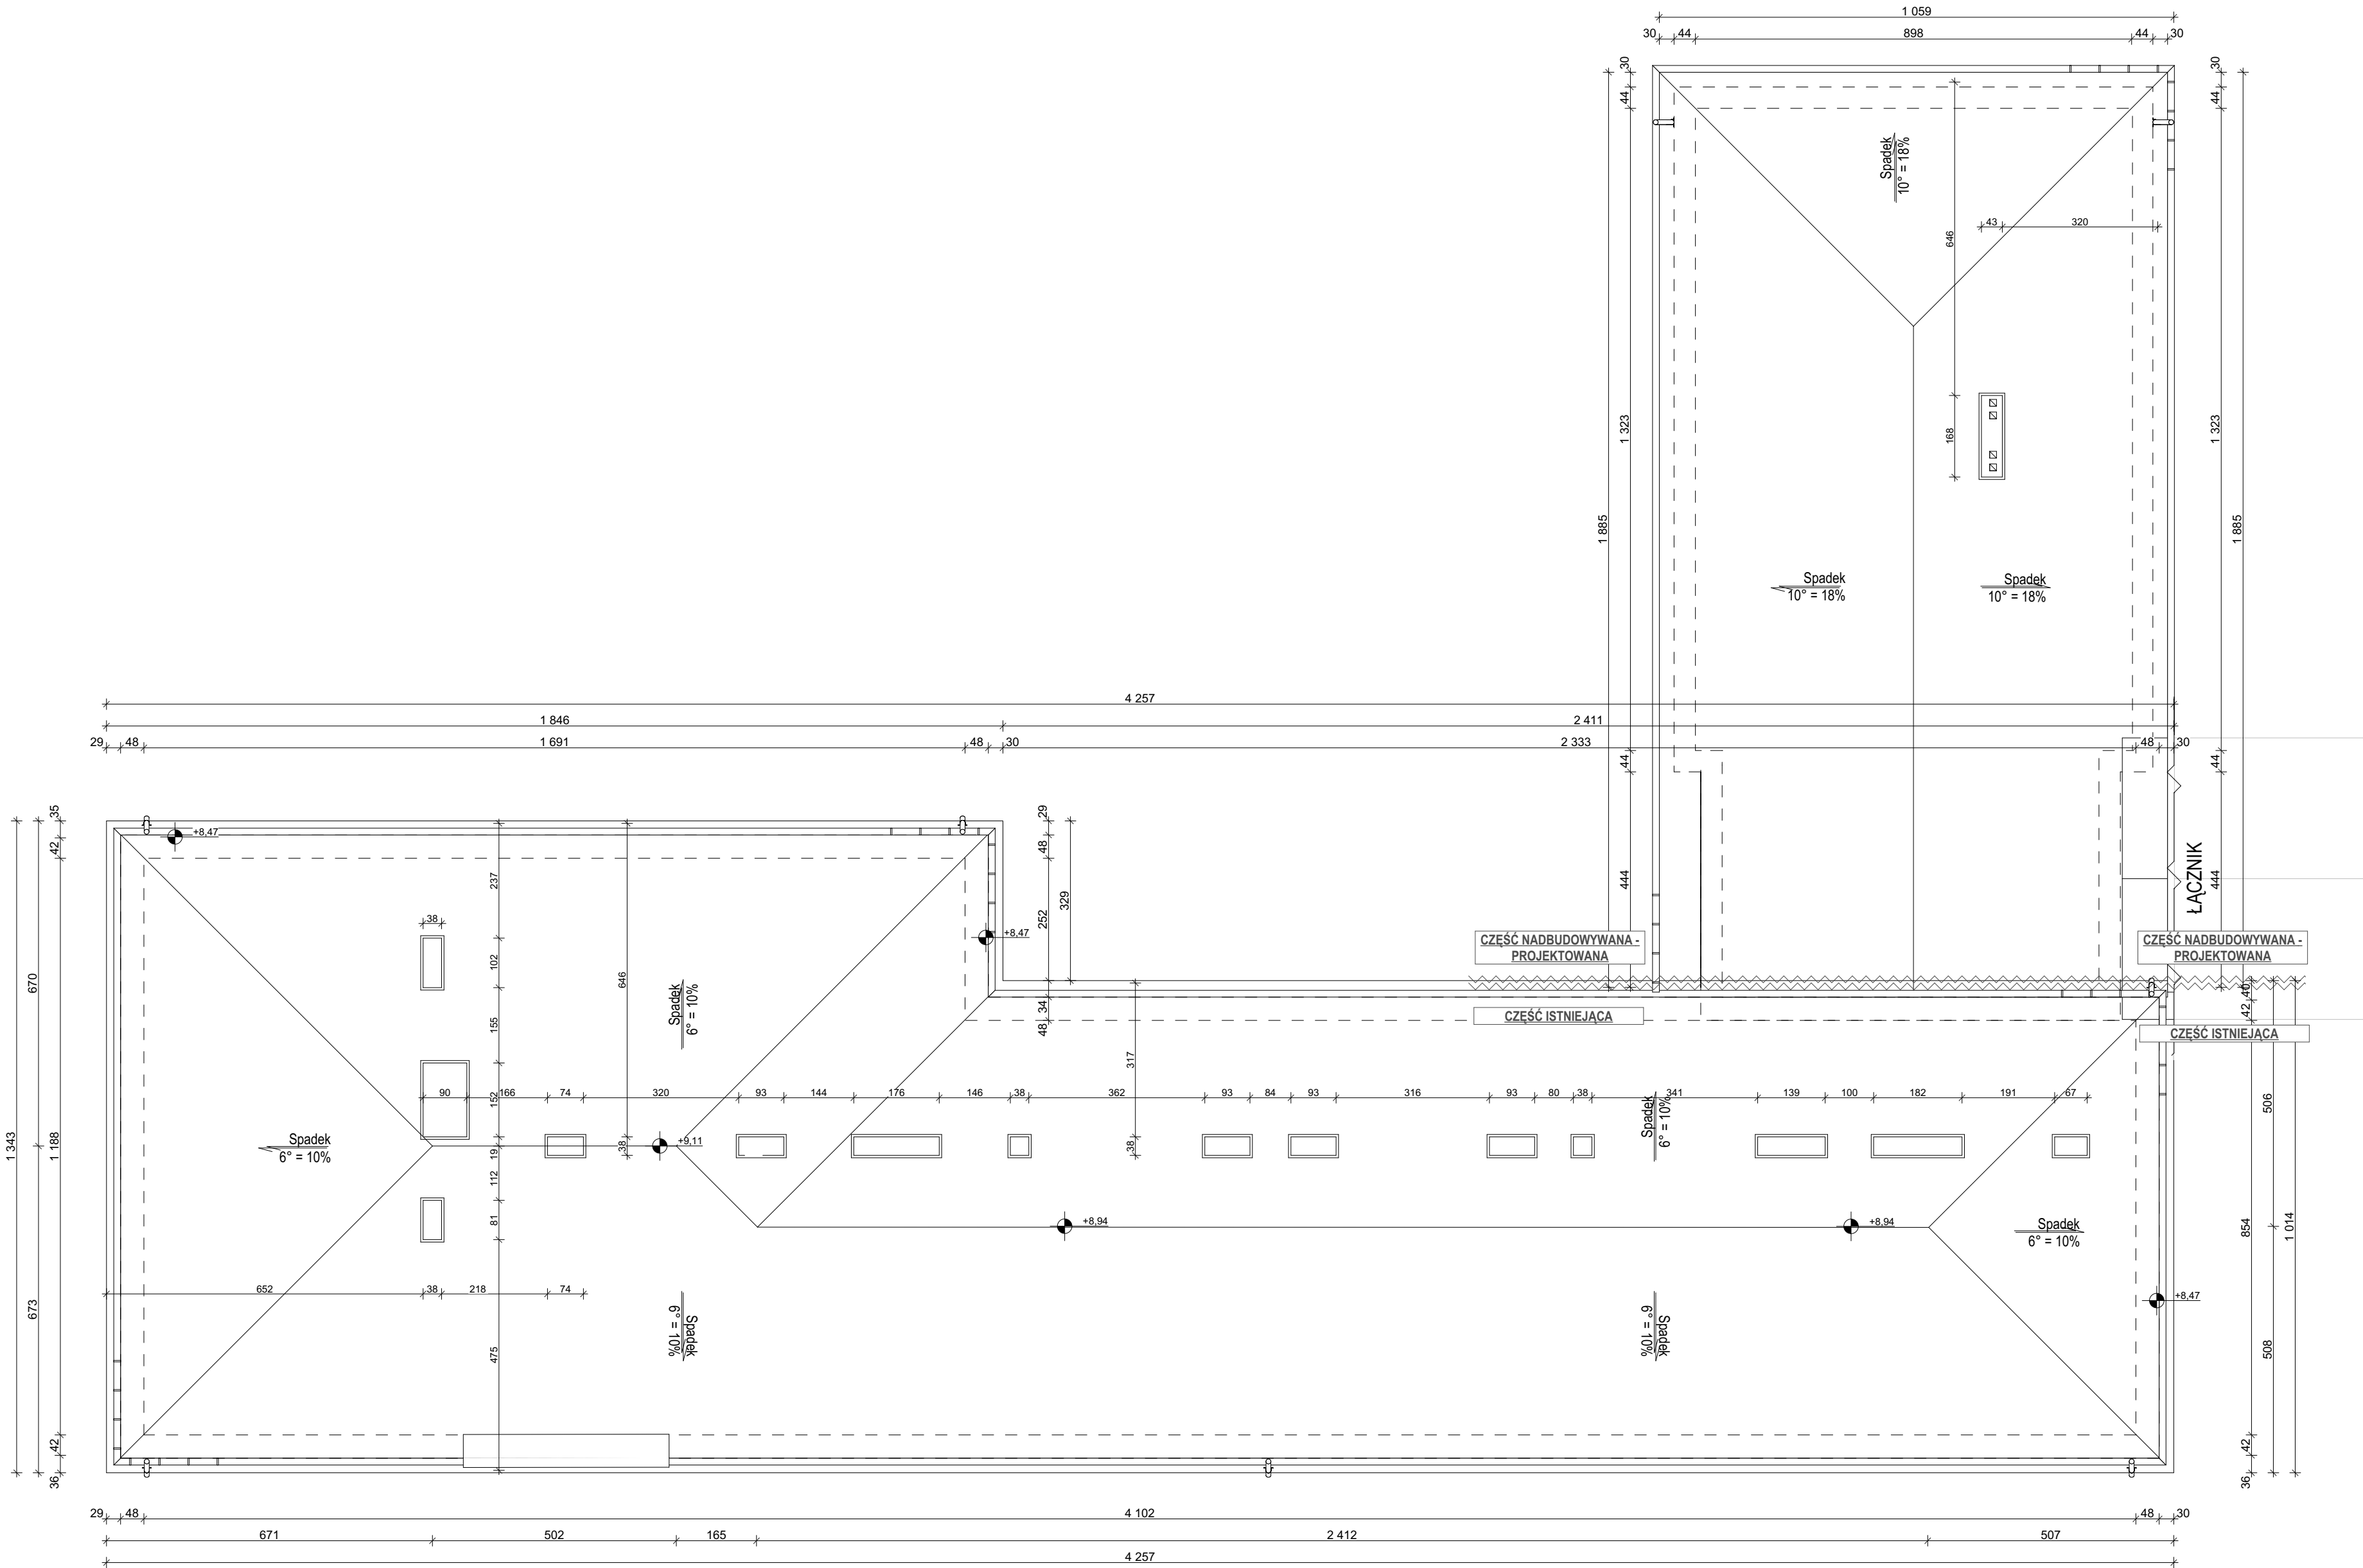 1 059
30 44 898 44 30
30
44
1 323
44
444
1 885
30
44
1 323
44
444
1 885
Spadek
10° = 18%
646
43 320
168
Spadek
10° = 18%
Spadek
10° = 18%
4 257
1 846 2 411
29 48 1 691 48 30 2 333 48 30
ŁĄCZNIK
CZĘŚĆ NADBUDOWYWANA -
PROJEKTOWANA
CZĘŚĆ NADBUDOWYWANA -
PROJEKTOWANA
CZĘŚĆ ISTNIEJĄCA
CZĘŚĆ ISTNIEJĄCA
35
42
1 188
42
36
670
673
1 343
+8,47
+8,47
29
48
252
34
48
329
237
102
155
152
19
112
81
475
38
646
38
317
38
Spadek
6° = 10%
90 166 74 320 93 144 176 146 38 362 93 84 93 316 93 80 38 341 139 100 182 191 67
Spadek
6° = 10%
Spadek
6° = 10%
+9,11
+8,94
+8,94
Spadek
6° = 10%
+8,47
652 38 218 74
Spadek
6° = 10%
Spadek
6° = 10%
40
42
854
42
36
506
508
1 014
29 48 4 102 48 30
671 502 165 2 412 507
4 257